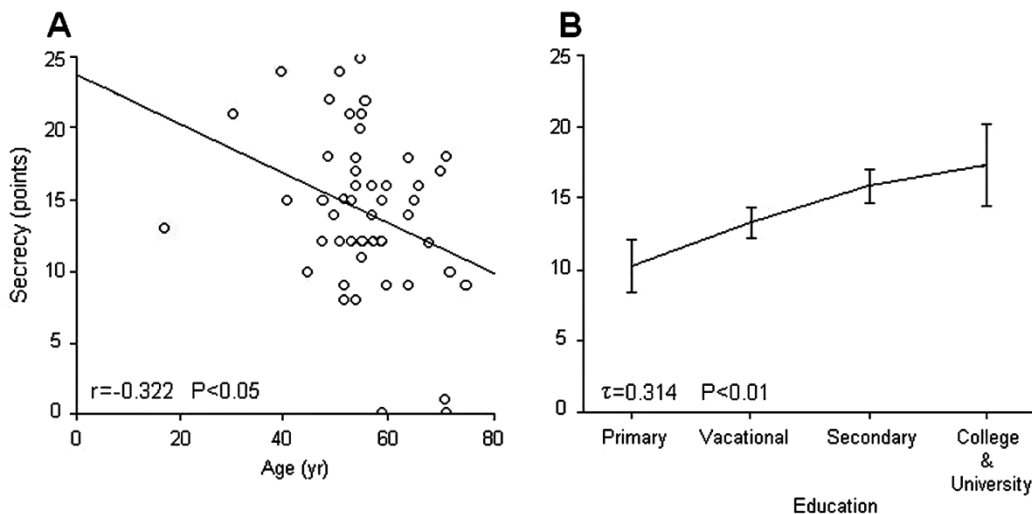 A
25
20
15
10
5
0
Secrecy (points)
r=-0.322 P<0.05
0 20 40 60 80
Age (yr)
B
25
20
15
10
5
0
τ=0.314 P<0.01
Primary Vacational Secondary College
&
University
Education